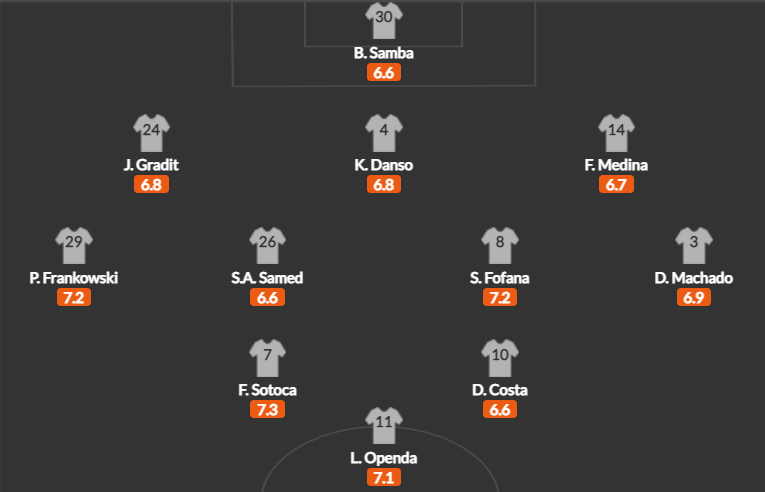 30
B. Samba
6.6
24 4 14
J. Gradit K. Danso F. Medina
6.8 6.8 6.7
29 26 8 3
P. Frankowski S.A. Samed S. Fofana D. Machado
7.2 6.6 7.2 6.9
7 10
F. Sotoca D. Costa
7.3 6.6
11
L. Openda
7.1